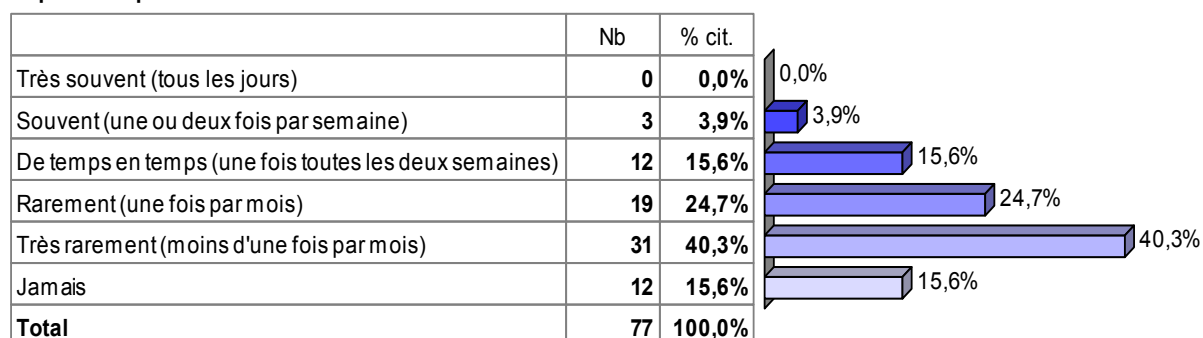 Nb % cit.
Très souvent (tous les jours) 0 0,0% 0,0%
Souvent (une ou deux fois par semaine) 3 3,9% 3,9%
De temps en temps (une fois toutes les deux semaines) 12 15,6% 15,6%
Rarement (une fois par mois) 19 24,7% 24,7%
Très rarement (moins d'une fois par mois) 31 40,3% 40,3%
Jamais 12 15,6% 15,6%
Total 77 100,0%